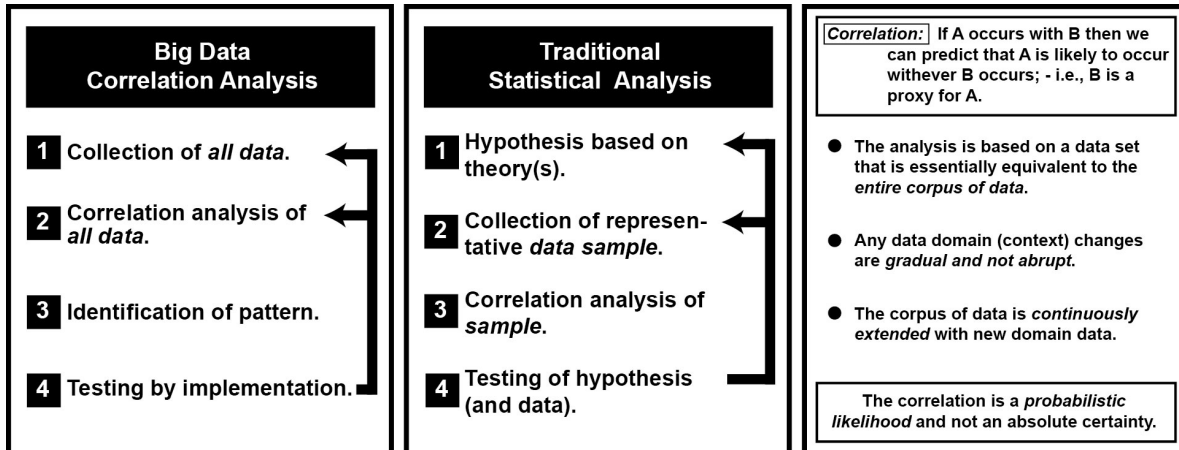 Big Data
Correlation Analysis
1 Collection of all data.
2 Correlation analysis of
all data.
3 Identification of pattern.
4 Testing by implementation.
Traditional
Statistical Analysis
1 Hypothesis based on
theory(s).
2 Collection of represen-
tative data sample.
3 Correlation analysis of
sample.
4 Testing of hypothesis
(and data).
Correlation: If A occurs with B then we
can predict that A is likely to occur
withever B occurs; - i.e., B is a
proxy for A.
● The analysis is based on a data set
that is essentially equivalent to the
entire corpus of data.
● Any data domain (context) changes
are gradual and not abrupt.
● The corpus of data is continuously
extended with new domain data.
The correlation is a probabilistic
likelihood and not an absolute certainty.